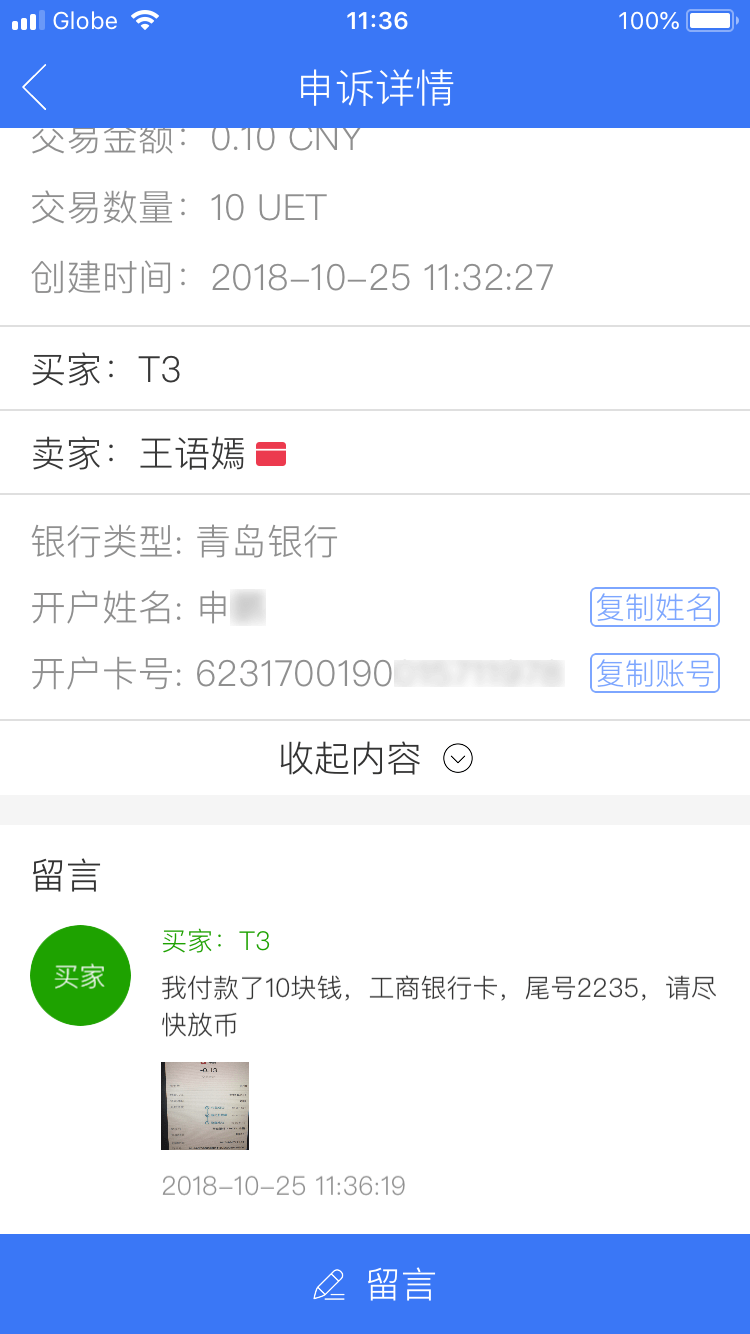 Globe 11:36 100%
申诉详情
交易金额：0.10 CNY
交易数量：10 UET
创建时间：2018-10-25 11:32:27
买家：T3
卖家：王语嫣
银行类型: 青岛银行
开户姓名: 申 复制姓名
开户卡号: 6231700190 复制账号
收起内容
留言
买家
买家：T3
我付款了10块钱，工商银行卡，尾号2235，请尽
快放币
2018-10-25 11:36:19
留言